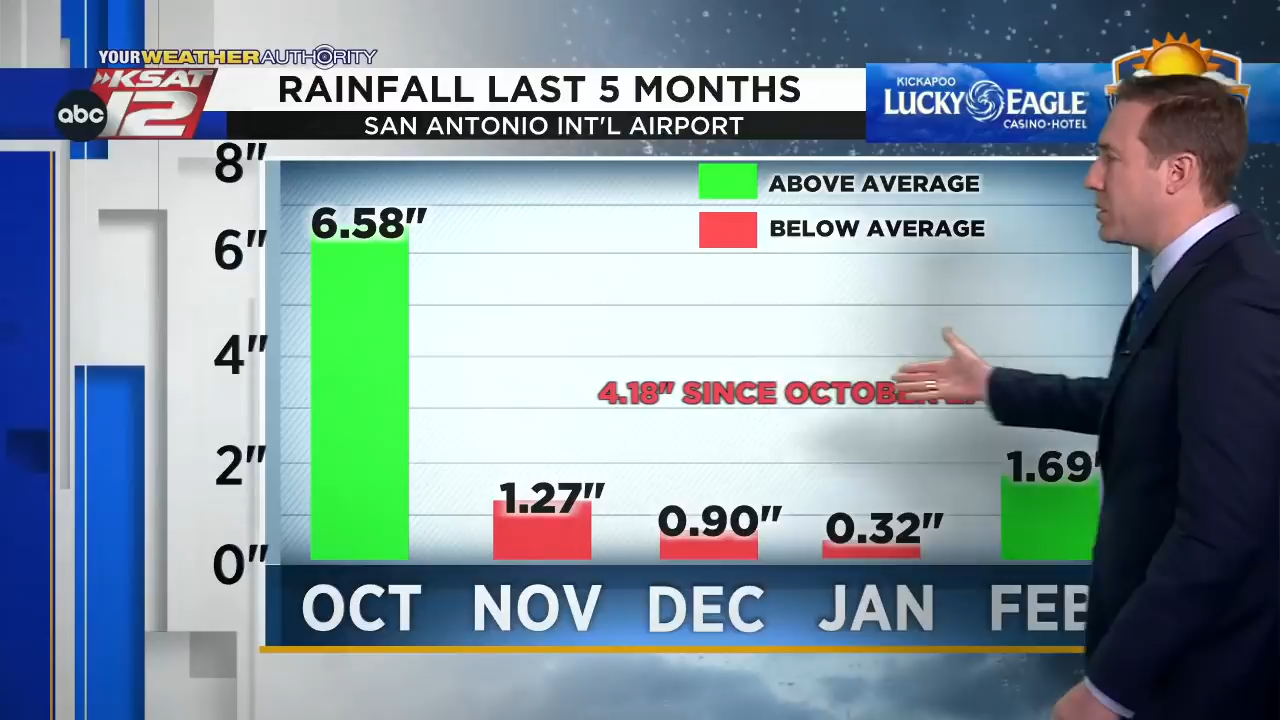 YOUR WEATHER AUTHORITY
KSAT
abc 12
RAINFALL LAST 5 MONTHS
SAN ANTONIO INT'L AIRPORT
KICKAPOO
LUCKY EAGLE
CASINO•HOTEL
8"
ABOVE AVERAGE
6.58"
BELOW AVERAGE
6"
4"
4.18" SINCE
2"
1.69"
1.27"
0.90"
0.32"
0"
OCT NOV DEC JAN FEB